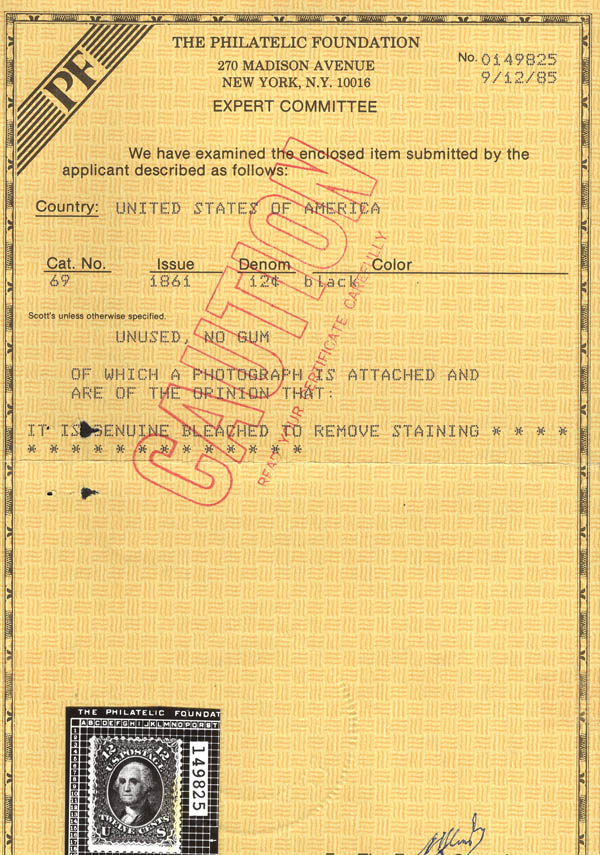 PF
THE PHILATELIC FOUNDATION
270 MADISON AVENUE
NEW YORK, N.Y. 10016
EXPERT COMMITTEE
No. 0149825
9/12/85
We have examined the enclosed item submitted by the
applicant described as follows:
Country: UNITED STATES OF AMERICA
Cat. No. Issue Denom Color
69 1861 12¢ black
Scott's unless otherwise specified.
UNUSED, NO GUM
OF WHICH A PHOTOGRAPH IS ATTACHED AND
ARE OF THE OPINION THAT:
IT IS GENUINE BLEACHED TO REMOVE STAINING * * * *
* * * * * * * * * * * * *
CAUTION
READ YOUR CERTIFICATE CAREFULLY
THE PHILATELIC FOUNDAT
ABCDEFGHIJKLMNOPQRST
149825
12 12
U.S. POSTAGE
TWELVE CENTS
U S